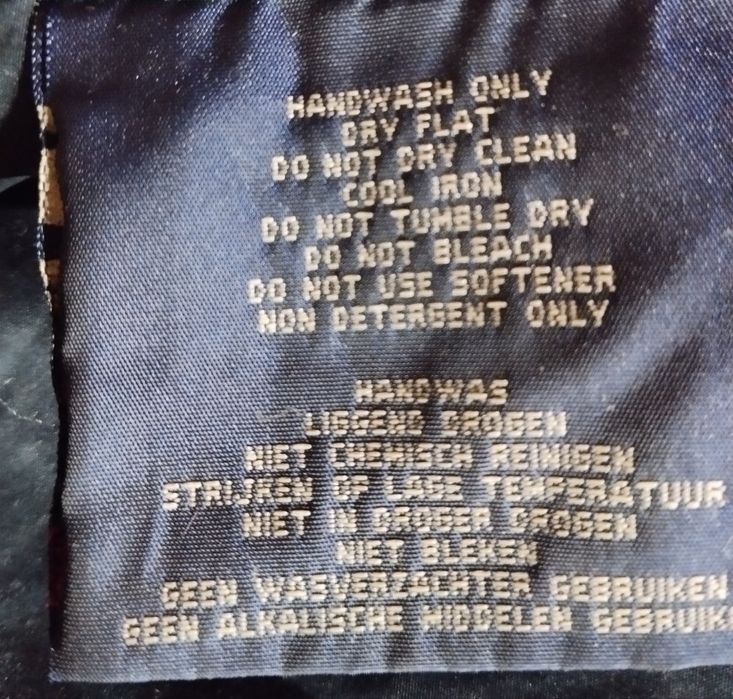 HANDWASH ONLY
DRY FLAT
DO NOT DRY CLEAN
COOL IRON
DO NOT TUMBLE DRY
DO NOT BLEACH
DO NOT USE SOFTENER
NON DETERGENT ONLY
HANDWAS
LIGGEND DROGEN
NIET CHEMISCH REINIGEN
STRIJKEN OP LAGE TEMPERATUUR
NIET IN DROGER DROGEN
NIET BLEKEN
GEEN WASVERZACHTER GEBRUIKEN
GEEN ALKALISCHE MIDDELEN GEBRUIK